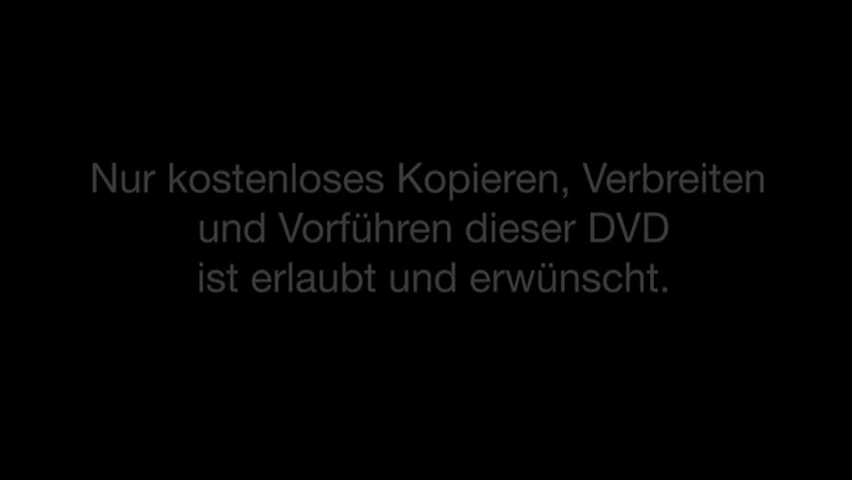 Nur kostenloses Kopieren, Verbreiten
und Vorführen dieser DVD
ist erlaubt und erwünscht.